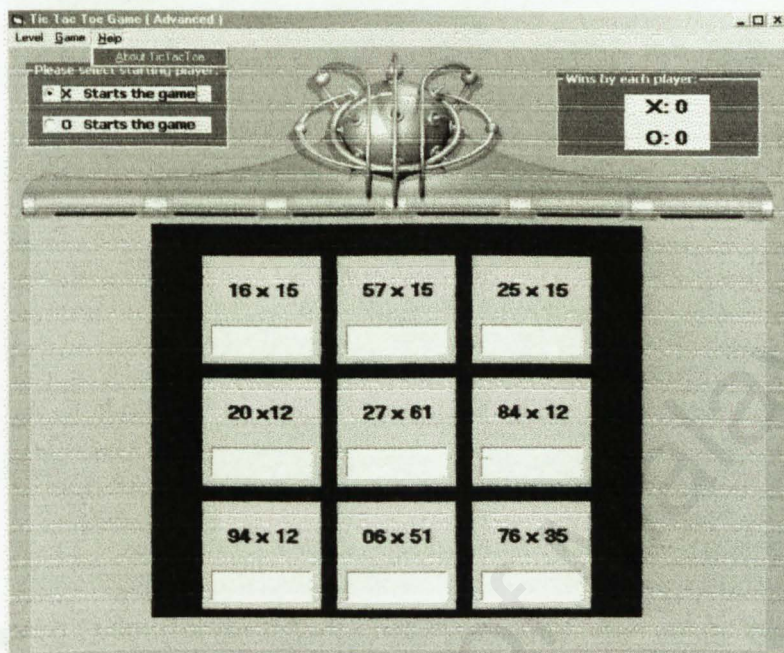 Tic Tac Toe Game ( Advanced )
Level Game Help
About TicTacToe
Please select starting player:
X Starts the game
O Starts the game
Wins by each player:
X: 0
O: 0
16 x 15
57 x 15
25 x 15
20 x12
27 x 61
84 x 12
94 x 12
06 x 51
76 x 35